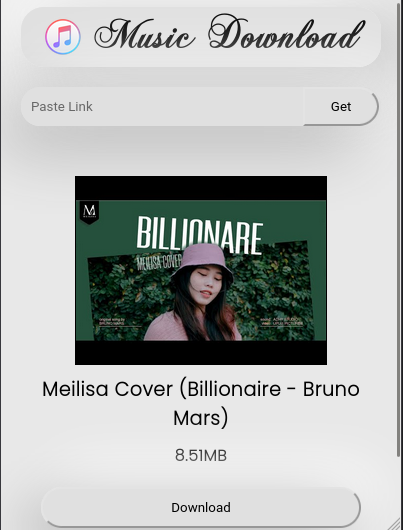 Music Download
Paste Link
Get
M
BILLIONARE
MEILISA COVER
Meilisa Cover (Billionaire - Bruno
Mars)
8.51MB
Download